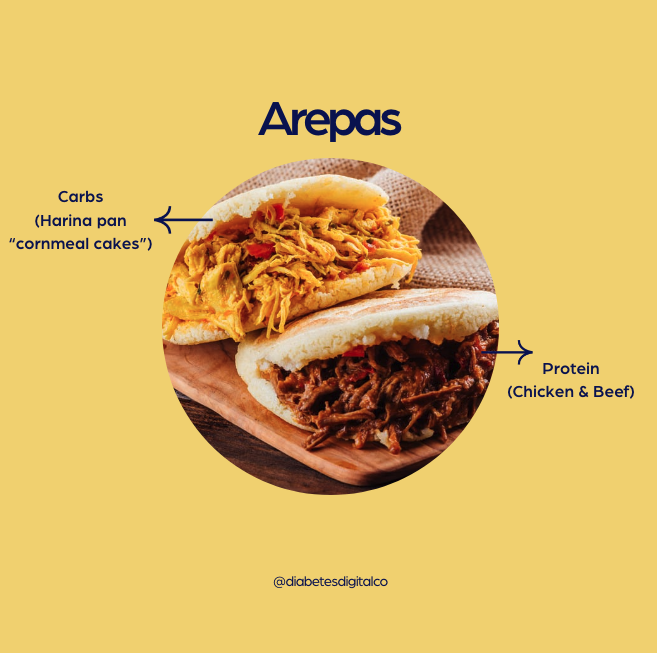 Arepas
Carbs
(Harina pan
“cornmeal cakes”)
Protein
(Chicken & Beef)
@diabetesdigitalco